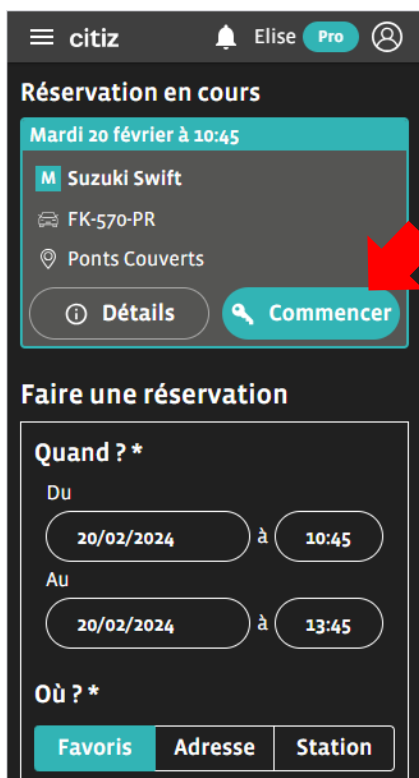 citiz Elise Pro
Réservation en cours
Mardi 20 février à 10:45
M Suzuki Swift
FK-570-PR
Ponts Couverts
Détails Commencer
Faire une réservation
Quand ? *
Du
20/02/2024 à 10:45
Au
20/02/2024 à 13:45
Où ? *
Favoris Adresse Station